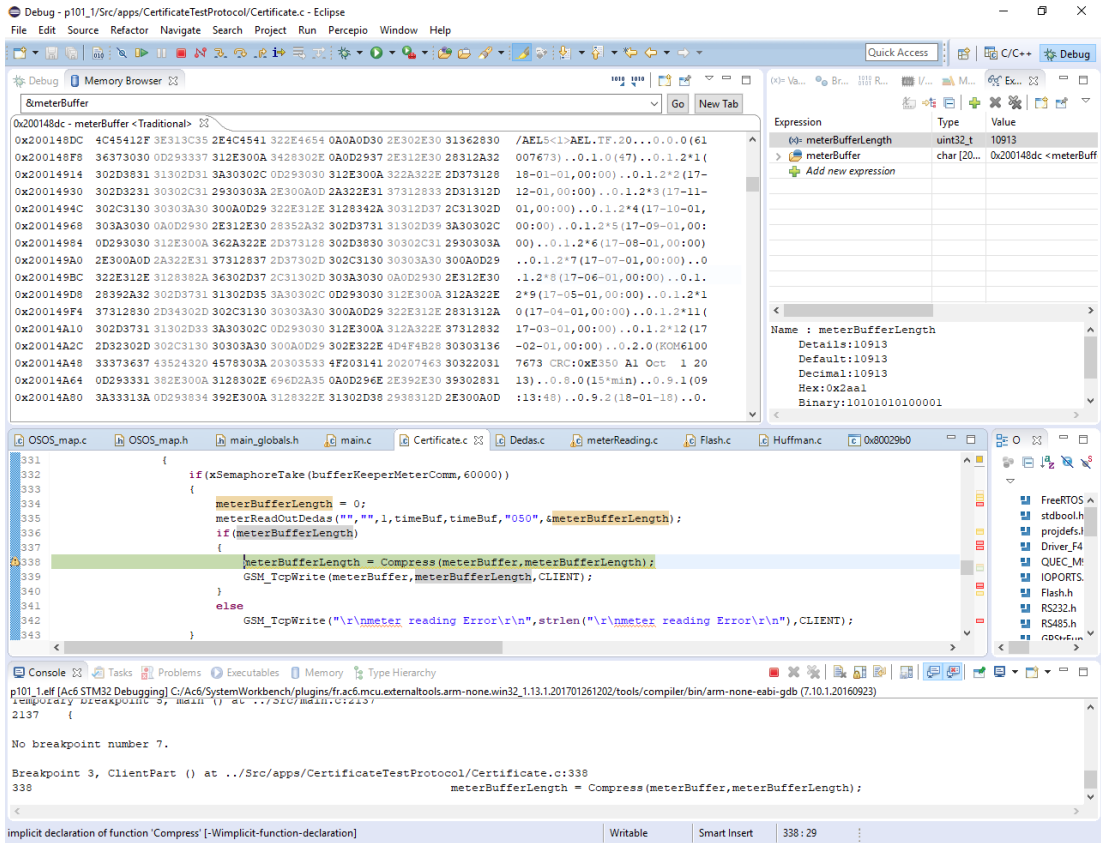 Debug - p101_1/Src/apps/CertificateTestProtocol/Certificate.c - Eclipse
File Edit Source Refactor Navigate Search Project Run Percepio Window Help
Quick Access C/C++ Debug
Debug Memory Browser
&meterBuffer Go New Tab
0x200148dc - meterBuffer <Traditional>
0x200148DC 4C45412F 3E313C35 2E4C4541 322E4654 0A0A0D30 2E302E30 31362830 /AEL5<1>AEL.TF.20...0.0.0(61
0x200148F8 36373030 0D293337 312E300A 3428302E 0A0D2937 2E312E30 28312A32 007673)..0.1.0(47)..0.1.2*1(
0x20014914 302D3831 31302D31 3A30302C 0D293030 312E300A 322A322E 2D373128 18-01-01,00:00)..0.1.2*2(17-
0x20014930 302D3231 30302C31 2930303A 2E300A0D 2A322E31 37312833 2D31312D 12-01,00:00)..0.1.2*3(17-11-
0x2001494C 302C3130 30303A30 300A0D29 322E312E 3128342A 30312D37 2C31302D 01,00:00)..0.1.2*4(17-10-01,
0x20014968 303A3030 0A0D2930 2E312E30 28352A32 302D3731 31302D39 3A30302C 00:00)..0.1.2*5(17-09-01,00:
0x20014984 0D293030 312E300A 362A322E 2D373128 302D3830 30302C31 2930303A 00)..0.1.2*6(17-08-01,00:00)
0x200149A0 2E300A0D 2A322E31 37312837 2D37302D 302C3130 30303A30 300A0D29 ..0.1.2*7(17-07-01,00:00)..0
0x200149BC 322E312E 3128382A 36302D37 2C31302D 303A3030 0A0D2930 2E312E30 .1.2*8(17-06-01,00:00)..0.1.
0x200149D8 28392A32 302D3731 31302D35 3A30302C 0D293030 312E300A 312A322E 2*9(17-05-01,00:00)..0.1.2*1
0x200149F4 37312830 2D34302D 302C3130 30303A30 300A0D29 322E312E 2831312A 0(17-04-01,00:00)..0.1.2*11(
0x20014A10 302D3731 31302D33 3A30302C 0D293030 312E300A 312A322E 37312832 17-03-01,00:00)..0.1.2*12(17
0x20014A2C 2D32302D 302C3130 30303A30 300A0D29 302E322E 4D4F4B28 30303136 -02-01,00:00)..0.2.0(KOM6100
0x20014A48 33373637 43524320 4578303A 20303533 4F203141 20207463 30322031 7673 CRC:0xE350 A1 Oct  1 20
0x20014A64 0D293331 382E300A 3128302E 696D2A35 0A0D296E 2E392E30 39302831 13)..0.8.0(15*min)..0.9.1(09
0x20014A80 3A33313A 0D293834 392E300A 3128322E 31302D38 2938312D 2E300A0D :13:48)..0.9.2(18-01-18)..0.
(x)= Va... Br... R... I/... M... Ex...
Expression Type Value
(x)= meterBufferLength uint32_t 10913
meterBuffer char [20... 0x200148dc <meterBuff
Add new expression
Name : meterBufferLength
Details:10913
Default:10913
Decimal:10913
Hex:0x2aa1
Binary:10101010100001
OSOS_map.c OSOS_map.h main_globals.h main.c Certificate.c Dedas.c meterReading.c Flash.c Huffman.c 0x80029b0
331 {
332 if(xSemaphoreTake(bufferKeeperMeterComm,60000))
333 {
334 meterBufferLength = 0;
335 meterReadOutDedas("","",1,timeBuf,timeBuf,"050",&meterBufferLength);
336 if(meterBufferLength)
337 {
338 meterBufferLength = Compress(meterBuffer,meterBufferLength);
339 GSM_TcpWrite(meterBuffer,meterBufferLength,CLIENT);
340 }
341 else
342 GSM_TcpWrite("\r\nmeter reading Error\r\n",strlen("\r\nmeter reading Error\r\n"),CLIENT);
343 }
O
FreeRTOS
stdbool.h
projdefs.h
Driver_F4
QUEC_M
IOPORTS.
Flash.h
RS232.h
RS485.h
Console Tasks Problems Executables Memory Type Hierarchy
p101_1.elf [Ac6 STM32 Debugging] C:/Ac6/SystemWorkbench/plugins/fr.ac6.mcu.externaltools.arm-none.win32_1.13.1.201701261202/tools/compiler/bin/arm-none-eabi-gdb (7.10.1.20160923)
Temporary breakpoint 5, main () at ../Src/main.c:2137
2137 {
No breakpoint number 7.
Breakpoint 3, ClientPart () at ../Src/apps/CertificateTestProtocol/Certificate.c:338
338 meterBufferLength = Compress(meterBuffer,meterBufferLength);
implicit declaration of function 'Compress' [-Wimplicit-function-declaration] Writable Smart Insert 338 : 29